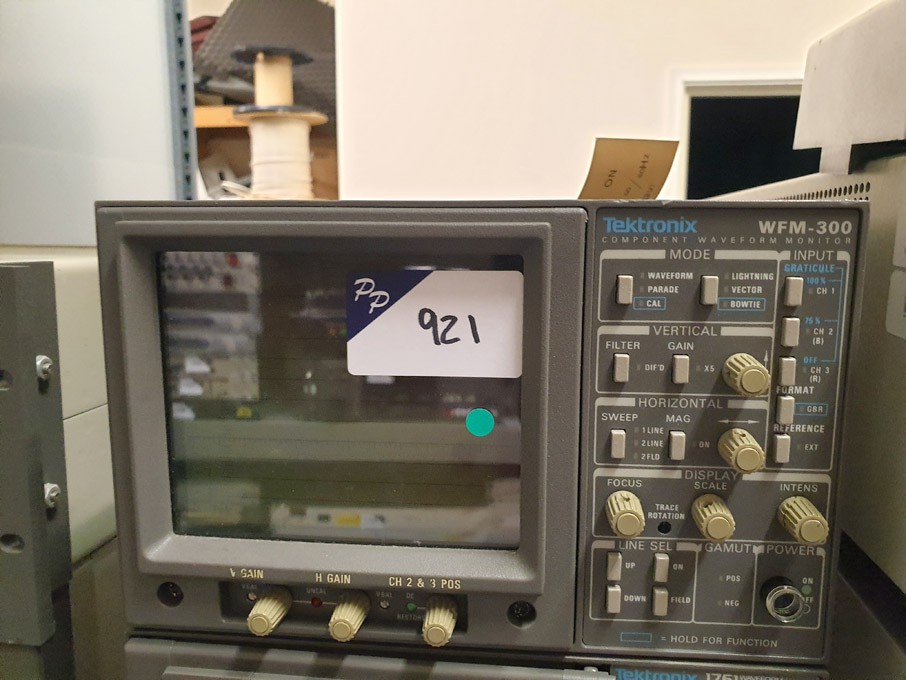 Tektronix WFM-300
COMPONENT WAVEFORM MONITOR
MODE
WAVEFORM
PARADE
CAL
LIGHTNING
VECTOR
BOWTIE
INPUT
GRATICULE
100%
CH 1
75%
CH 2
(B)
OFF
CH 3
(R)
FORMAT
GBR
REFERENCE
EXT
VERTICAL
FILTER
DIF'D
GAIN
X5
HORIZONTAL
SWEEP
1 LINE
2 LINE
2 FLD
MAG
ON
DISPLAY
FOCUS
SCALE
INTENS
TRACE
ROTATION
LINE SEL
UP
ON
DOWN
FIELD
GAMUT
POS
NEG
POWER
ON
OFF
= HOLD FOR FUNCTION
V GAIN
H GAIN
CH 2 & 3 POS
UNCAL
DC
PP
921
NO
Tektronix 1761